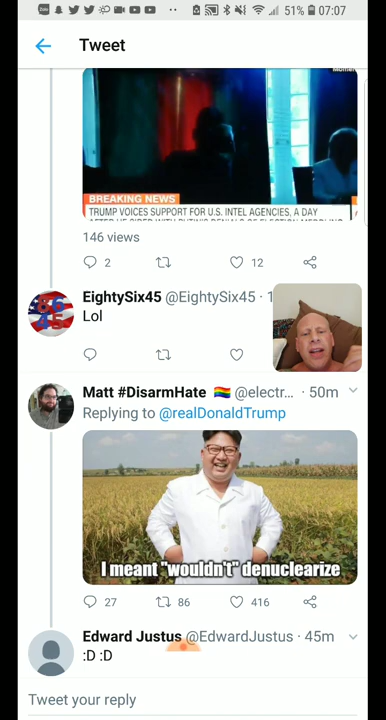 51% 07:07
Tweet
BREAKING NEWS
TRUMP VOICES SUPPORT FOR U.S. INTEL AGENCIES, A DAY
146 views
2 12
EightySix45 @EightySix45 · 1
Lol
Matt #DisarmHate 🏳️‍🌈 @electr... · 50m
Replying to @realDonaldTrump
I meant "wouldn't" denuclearize
27 86 416
Edward Justus @EdwardJustus · 45m
:D :D
Tweet your reply